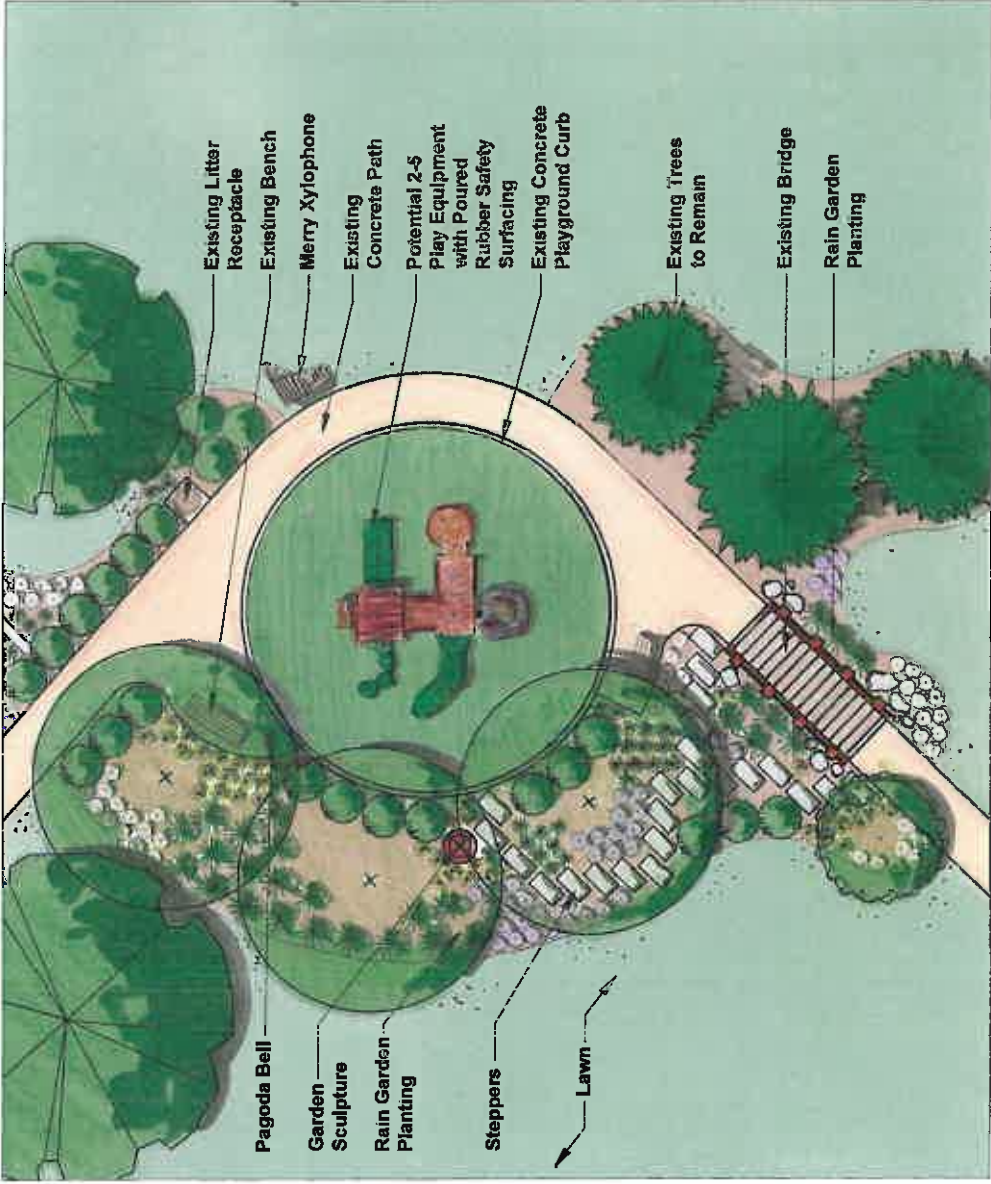 Existing Litter
Receptacle
Existing Bench
Merry Xylophone
Existing
Concrete Path
Potential 2-5
Play Equipment
with Poured
Rubber Safety
Surfacing
Existing Concrete
Playground Curb
Existing Trees
to Remain
Existing Bridge
Rain Garden
Planting
Pagoda Bell
Garden
Sculpture
Rain Garden
Planting
Steppers
Lawn